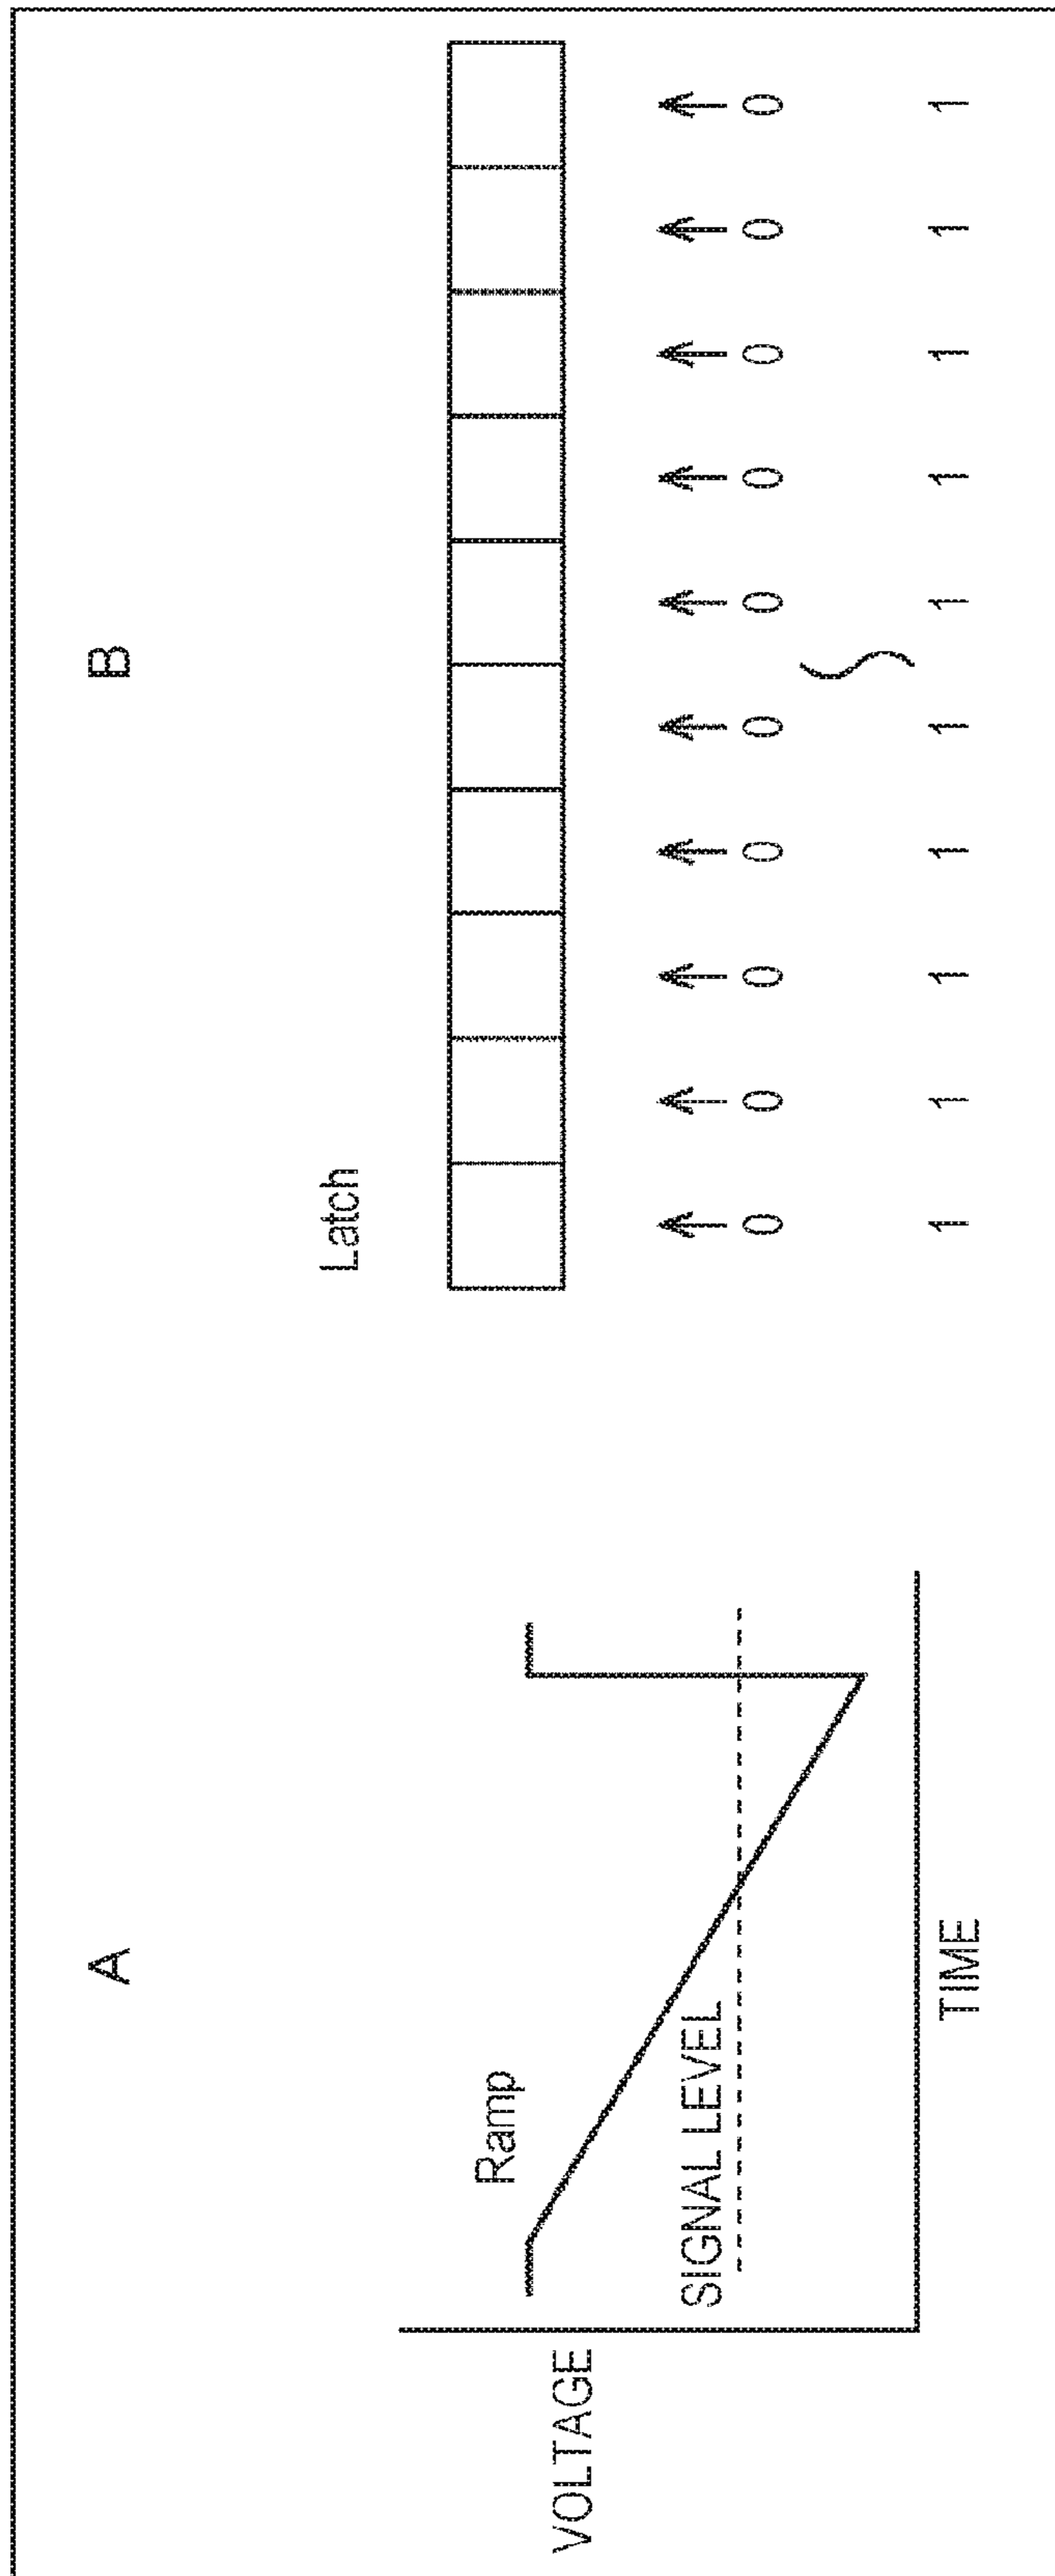 A
VOLTAGE
Ramp
SIGNAL LEVEL
TIME
B
Latch
0 0 0 0 0 0 0 0 0 0
1 1 1 1 1 1 1 1 1 1